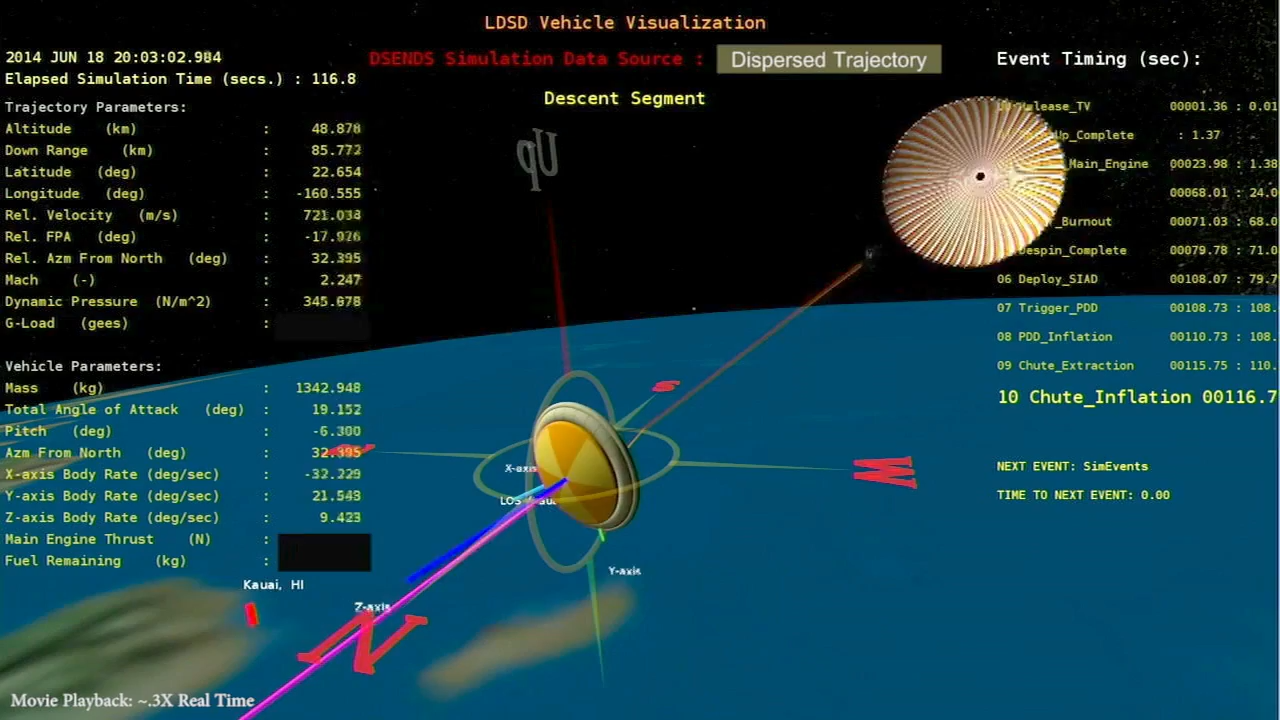 LDSD Vehicle Visualization
2014 JUN 18 20:03:02.984
DSENDS Simulation Data Source : Dispersed Trajectory
Event Timing (sec):
Elapsed Simulation Time (secs.) : 116.8
Descent Segment
Trajectory Parameters:
Altitude (km) : 48.876
Down Range (km) : 85.772
Latitude (deg) : 22.654
Longitude (deg) : -160.555
Rel. Velocity (m/s) :
Rel. FPA (deg) : -17.976
Rel. Azm From North (deg) : 32.395
Mach (-) : 2.247
Dynamic Pressure (N/m^2) : 345.678
G-Load (gees) :
Vehicle Parameters:
Mass (kg) : 1342.948
Total Angle of Attack (deg) : 19.152
Pitch (deg) : -6.300
Azm From North (deg) : 32.395
X-axis Body Rate (deg/sec) : -32.229
Y-axis Body Rate (deg/sec) : 21.543
Z-axis Body Rate (deg/sec) : 9.423
Main Engine Thrust (N) :
Fuel Remaining (kg) :
00001.36 : 0.01
: 1.37
Main_Engine 00023.98 : 1.38
00068.01 : 24.0
Burnout 00071.03 : 68.0
Despin_Complete 00079.78 : 71.0
06 Deploy_SIAD 00108.07 : 79.7
07 Trigger_PDD 00108.73 : 108.
08 PDD_Inflation 00110.73 : 108.
09 Chute_Extraction 00115.75 : 110.
10 Chute_Inflation 00116.7
NEXT EVENT: SimEvents
TIME TO NEXT EVENT: 0.00
UP
S
W
N
X-axis
LOS
Y-axis
Z-axis
Kauai, HI
Movie Playback: ~.3X Real Time